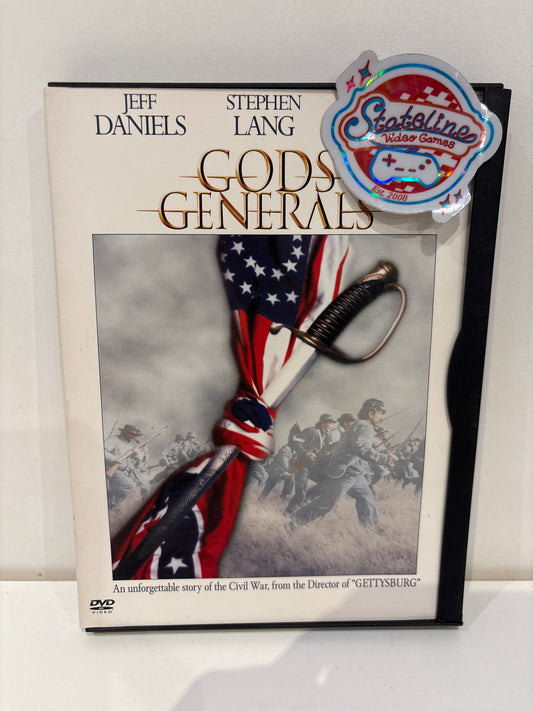 JEFF
DANIELS
STEPHEN
LANG
GODS
GENERALS
Stateline
Video Games
Est. 2008
An unforgettable story of the Civil War, from the Director of "GETTYSBURG"
DVD
VIDEO